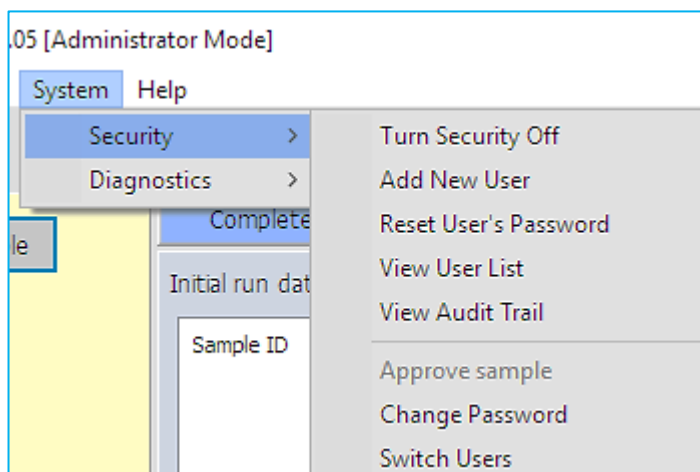 .05 [Administrator Mode]
System Help
Security > Turn Security Off
Diagnostics > Add New User
Complete Reset User's Password
le
View User List
Initial run dat
View Audit Trail
Sample ID
Approve sample
Change Password
Switch Users